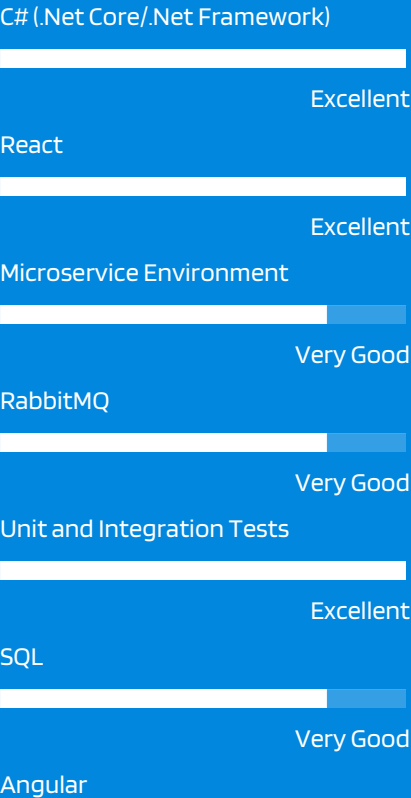 C# (.Net Core/.Net Framework)
Excellent
React
Excellent
Microservice Environment
Very Good
RabbitMQ
Very Good
Unit and Integration Tests
Excellent
SQL
Very Good
Angular